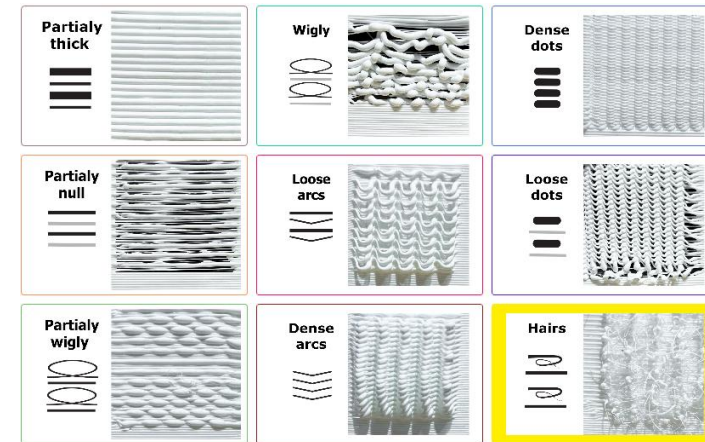 Partialy
thick
Wigly
Dense
dots
Partialy
null
Loose
arcs
Loose
dots
Partialy
wigly
Dense
arcs
Hairs